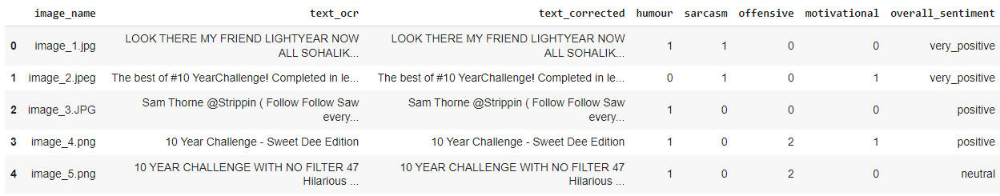 image_name text_ocr text_corrected humour sarcasm offensive motivational overall_sentiment
0 image_1.jpg LOOK THERE MY FRIEND LIGHTYEAR NOW ALL SOHALIK... LOOK THERE MY FRIEND LIGHTYEAR NOW ALL SOHALIK... 1 1 0 0 very_positive
1 image_2.jpeg The best of #10 YearChallenge! Completed in le... The best of #10 YearChallenge! Completed in le... 0 1 0 1 very_positive
2 image_3.JPG Sam Thorne @Strippin ( Follow Follow Saw every... Sam Thorne @Strippin ( Follow Follow Saw every... 1 0 0 0 positive
3 image_4.png 10 Year Challenge - Sweet Dee Edition 10 Year Challenge - Sweet Dee Edition 1 0 2 1 positive
4 image_5.png 10 YEAR CHALLENGE WITH NO FILTER 47 Hilarious ... 10 YEAR CHALLENGE WITH NO FILTER 47 Hilarious ... 1 0 2 0 neutral